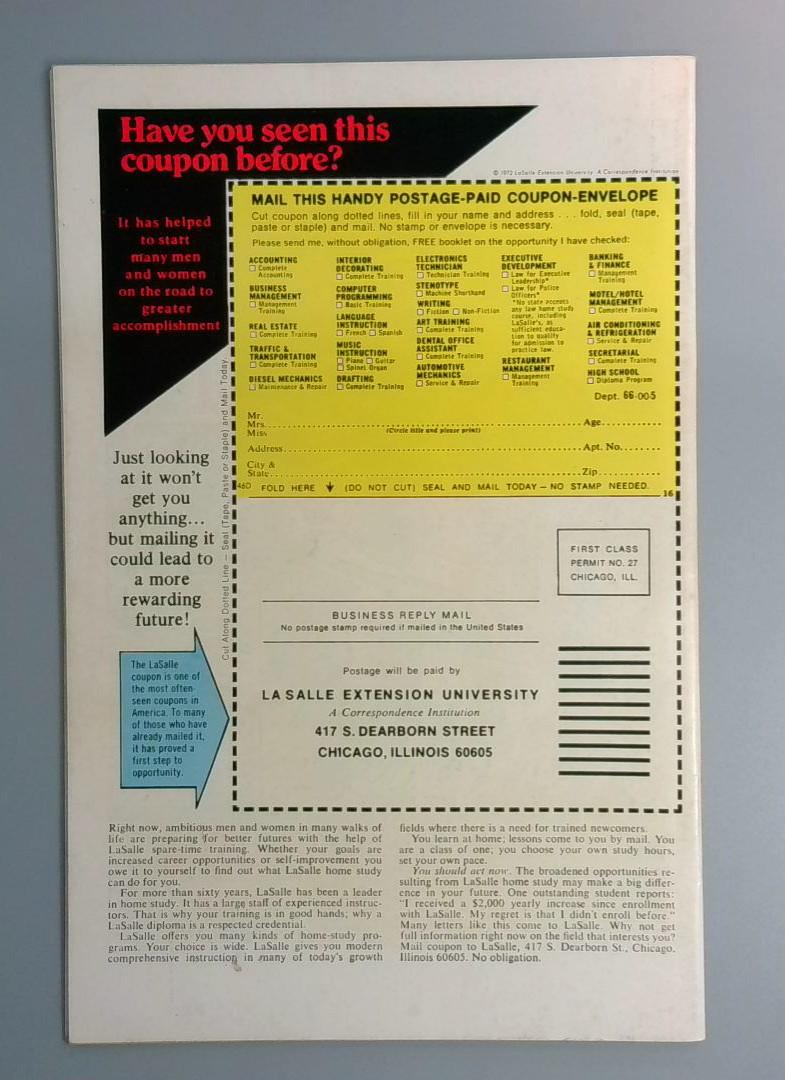 Have you seen this
coupon before?
© 1972 LaSalle Extension University A Correspondence Institution
It has helped
to start
many men
and women
on the road to
greater
accomplishment
MAIL THIS HANDY POSTAGE-PAID COUPON-ENVELOPE
Cut coupon along dotted lines, fill in your name and address . . . fold, seal (tape,
paste or staple) and mail. No stamp or envelope is necessary.
Please send me, without obligation, FREE booklet on the opportunity I have checked:
ACCOUNTING
Complete
Accounting
BUSINESS
MANAGEMENT
Management
Training
REAL ESTATE
Complete Training
TRAFFIC &
TRANSPORTATION
Complete Training
DIESEL MECHANICS
Maintenance & Repair
INTERIOR
DECORATING
Complete Training
COMPUTER
PROGRAMMING
Basic Training
LANGUAGE
INSTRUCTION
French Spanish
MUSIC
INSTRUCTION
Piano Guitar
Spinet Organ
DRAFTING
Complete Training
ELECTRONICS
TECHNICIAN
Technician Training
STENOTYPE
Machine Shorthand
WRITING
Fiction Non-Fiction
ART TRAINING
Complete Training
DENTAL OFFICE
ASSISTANT
Complete Training
AUTOMOTIVE
MECHANICS
Service & Repair
EXECUTIVE
DEVELOPMENT
Law for Executive
Leadership*
Law for Police
Officers*
*No state accepts
any law home study
course, including
LaSalle's, as
sufficient educa-
tion to qualify
for admission to
practice law.
RESTAURANT
MANAGEMENT
Management
Training
BANKING
& FINANCE
Management
Training
MOTEL/HOTEL
MANAGEMENT
Complete Training
AIR CONDITIONING
& REFRIGERATION
Service & Repair
SECRETARIAL
Complete Training
HIGH SCHOOL
Diploma Program
Dept. 66-005
Mr.
Mrs. Age
Miss (Circle title and please print)
Address Apt. No.
City &
State Zip
46D FOLD HERE (DO NOT CUT) SEAL AND MAIL TODAY – NO STAMP NEEDED.
16
Cut Along Dotted Line — Seal (Tape, Paste or Staple) and Mail Today.
Just looking
at it won't
get you
anything...
but mailing it
could lead to
a more
rewarding
future!
The LaSalle
coupon is one of
the most often-
seen coupons in
America. To many
of those who have
already mailed it,
it has proved a
first step to
opportunity.
FIRST CLASS
PERMIT NO. 27
CHICAGO, ILL.
BUSINESS REPLY MAIL
No postage stamp required if mailed in the United States
Postage will be paid by
LA SALLE EXTENSION UNIVERSITY
A Correspondence Institution
417 S. DEARBORN STREET
CHICAGO, ILLINOIS 60605
Right now, ambitious men and women in many walks of
life are preparing for better futures with the help of
LaSalle spare-time training. Whether your goals are
increased career opportunities or self-improvement you
owe it to yourself to find out what LaSalle home study
can do for you.
For more than sixty years, LaSalle has been a leader
in home study. It has a large staff of experienced instruc-
tors. That is why your training is in good hands; why a
LaSalle diploma is a respected credential.
LaSalle offers you many kinds of home-study pro-
grams. Your choice is wide. LaSalle gives you modern
comprehensive instruction in many of today's growth
fields where there is a need for trained newcomers.
You learn at home; lessons come to you by mail. You
are a class of one; you choose your own study hours,
set your own pace.
You should act now. The broadened opportunities re-
sulting from LaSalle home study may make a big differ-
ence in your future. One outstanding student reports:
"I received a $2,000 yearly increase since enrollment
with LaSalle. My regret is that I didn't enroll before."
Many letters like this come to LaSalle. Why not get
full information right now on the field that interests you?
Mail coupon to LaSalle, 417 S. Dearborn St., Chicago,
Illinois 60605. No obligation.